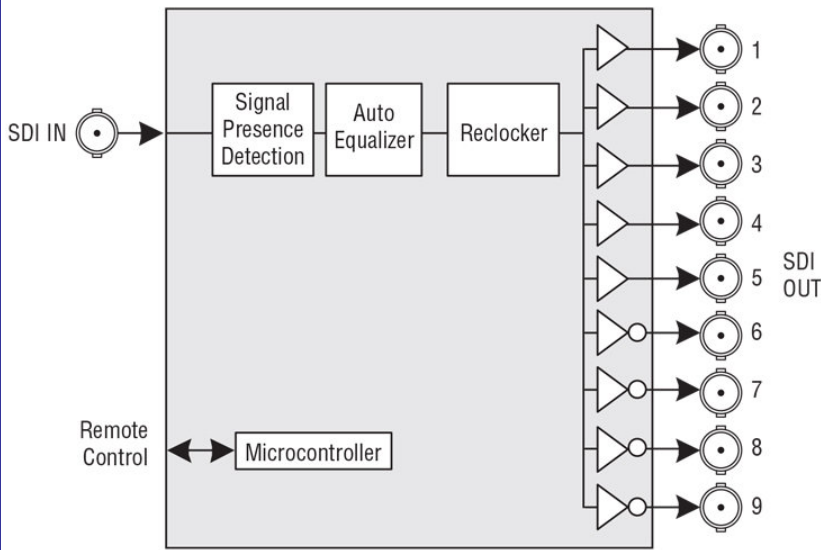 SDI IN
Signal
Presence
Detection
Auto
Equalizer
Reclocker
1
2
3
4
5
6
7
8
9
SDI
OUT
Remote
Control
Microcontroller